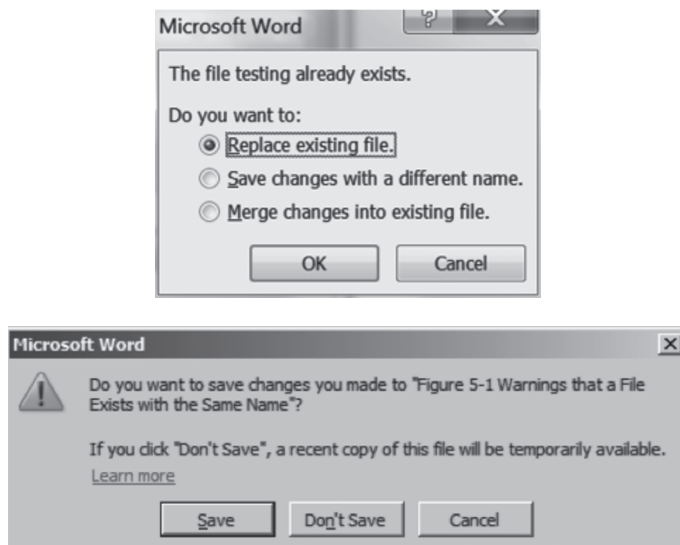 Microsoft Word
The file testing already exists.
Do you want to:
Replace existing file.
Save changes with a different name.
Merge changes into existing file.
OK Cancel
Microsoft Word
Do you want to save changes you made to "Figure 5-1 Warnings that a File
Exists with the Same Name"?
If you click "Don't Save", a recent copy of this file will be temporarily available.
Learn more
Save Don't Save Cancel